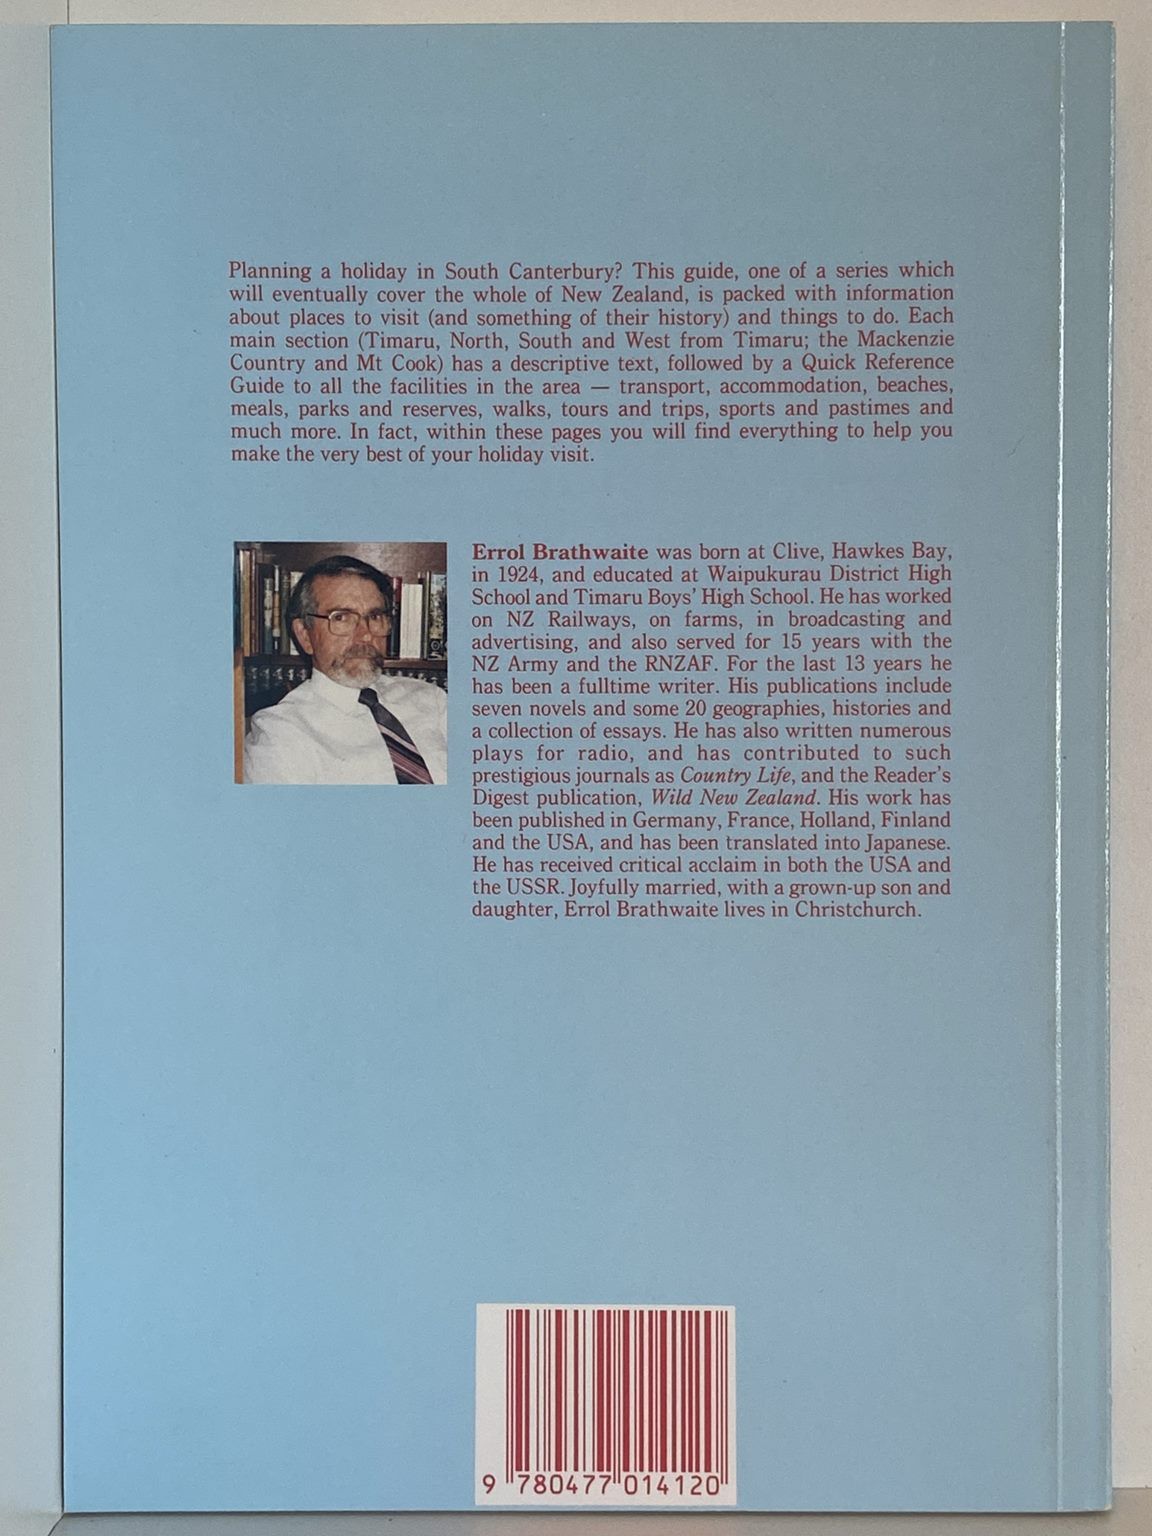 Planning a holiday in South Canterbury? This guide, one of a series which
will eventually cover the whole of New Zealand, is packed with information
about places to visit (and something of their history) and things to do. Each
main section (Timaru, North, South and West from Timaru; the Mackenzie
Country and Mt Cook) has a descriptive text, followed by a Quick Reference
Guide to all the facilities in the area — transport, accommodation, beaches,
meals, parks and reserves, walks, tours and trips, sports and pastimes and
much more. In fact, within these pages you will find everything to help you
make the very best of your holiday visit.
Errol Brathwaite was born at Clive, Hawkes Bay,
in 1924, and educated at Waipukurau District High
School and Timaru Boys' High School. He has worked
on NZ Railways, on farms, in broadcasting and
advertising, and also served for 15 years with the
NZ Army and the RNZAF. For the last 13 years he
has been a fulltime writer. His publications include
seven novels and some 20 geographies, histories and
a collection of essays. He has also written numerous
plays for radio, and has contributed to such
prestigious journals as Country Life, and the Reader's
Digest publication, Wild New Zealand. His work has
been published in Germany, France, Holland, Finland
and the USA, and has been translated into Japanese.
He has received critical acclaim in both the USA and
the USSR. Joyfully married, with a grown-up son and
daughter, Errol Brathwaite lives in Christchurch.
9 780477 014120